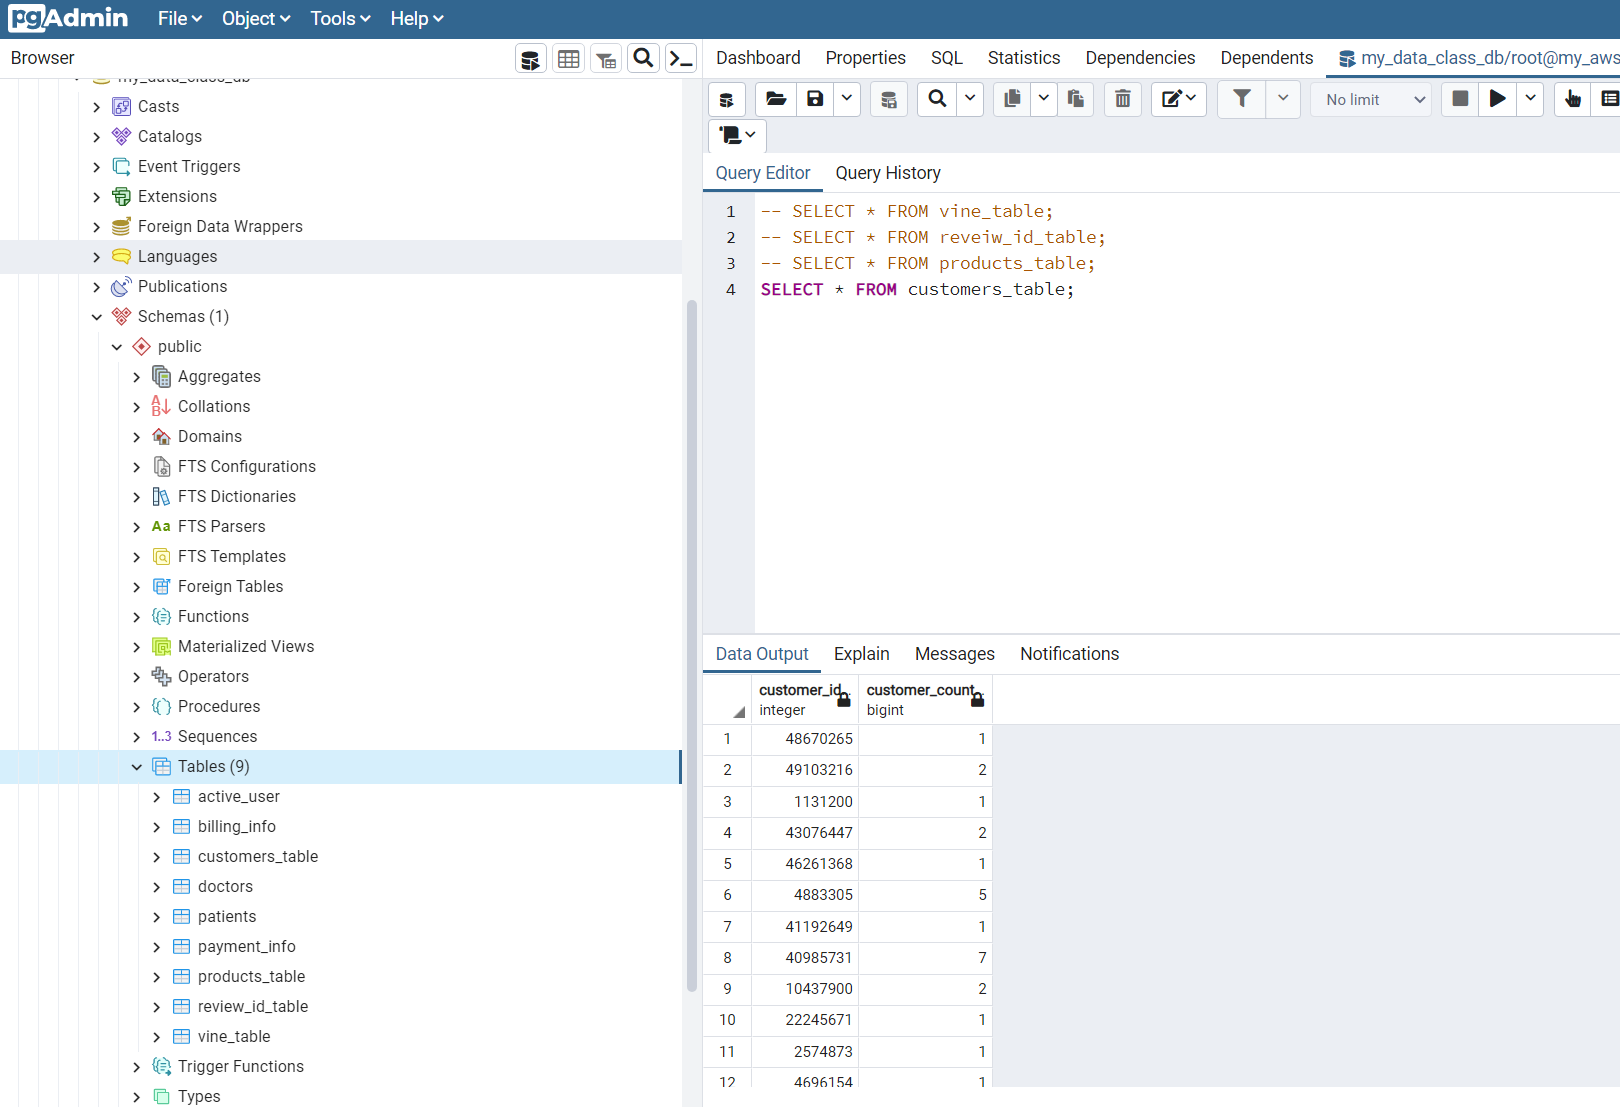 pgAdmin File Object Tools Help
Browser
my_data_class_db
Casts
Catalogs
Event Triggers
Extensions
Foreign Data Wrappers
Languages
Publications
Schemas (1)
public
Aggregates
Collations
Domains
FTS Configurations
FTS Dictionaries
Aa FTS Parsers
FTS Templates
Foreign Tables
Functions
Materialized Views
Operators
Procedures
1..3 Sequences
Tables (9)
active_user
billing_info
customers_table
doctors
patients
payment_info
products_table
review_id_table
vine_table
Trigger Functions
Types
Dashboard Properties SQL Statistics Dependencies Dependents my_data_class_db/root@my_aws
No limit
Query Editor Query History
1 -- SELECT * FROM vine_table;
2 -- SELECT * FROM reveiw_id_table;
3 -- SELECT * FROM products_table;
4 SELECT * FROM customers_table;
Data Output Explain Messages Notifications
customer_id customer_count
integer bigint
1 48670265 1
2 49103216 2
3 1131200 1
4 43076447 2
5 46261368 1
6 4883305 5
7 41192649 1
8 40985731 7
9 10437900 2
10 22245671 1
11 2574873 1
12 4696154 1